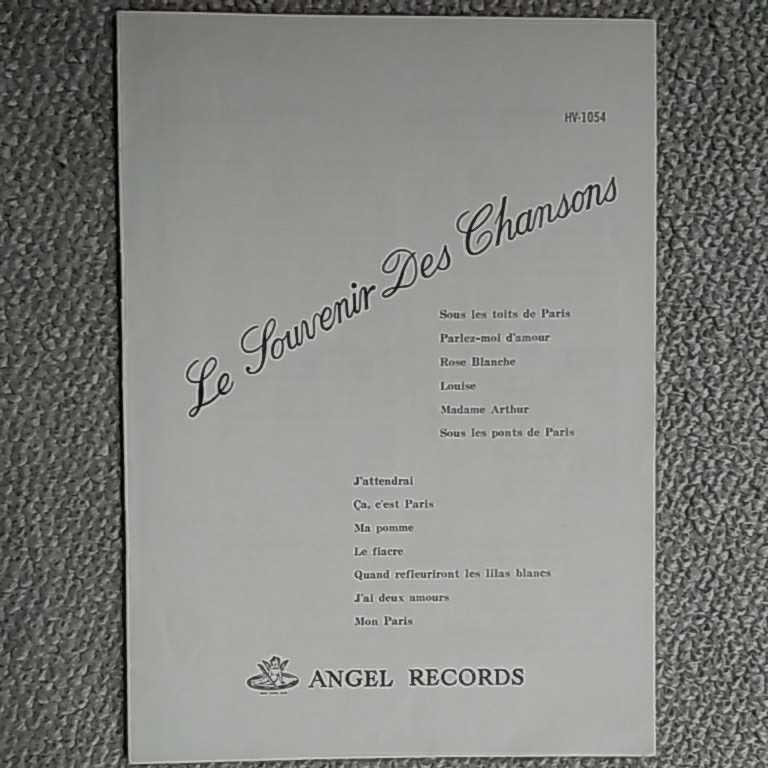 HV-1054
Le Souvenir Des Chansons
Sous les toits de Paris
Parlez-moi d'amour
Rose Blanche
Louise
Madame Arthur
Sous les ponts de Paris
J'attendrai
Ça, c'est Paris
Ma pomme
Le fiacre
Quand refleuriront les lilas blancs
J'ai deux amours
Mon Paris
ANGEL RECORDS